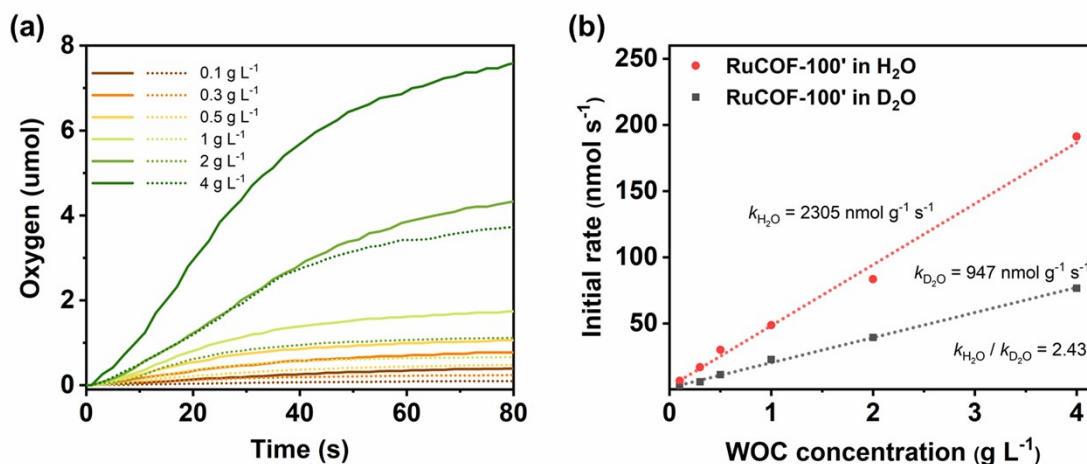 (a)
Oxygen (umol)
8
6
4
2
0
0.1 g L⁻¹
0.3 g L⁻¹
0.5 g L⁻¹
1 g L⁻¹
2 g L⁻¹
4 g L⁻¹
0 20 40 60 80
Time (s)
(b)
Initial rate (nmol s⁻¹)
250
200
150
100
50
RuCOF-100' in H₂O
RuCOF-100' in D₂O
k_H₂O = 2305 nmol g⁻¹ s⁻¹
k_D₂O = 947 nmol g⁻¹ s⁻¹
k_H₂O / k_D₂O = 2.43
0 1 2 3 4
WOC concentration (g L⁻¹)